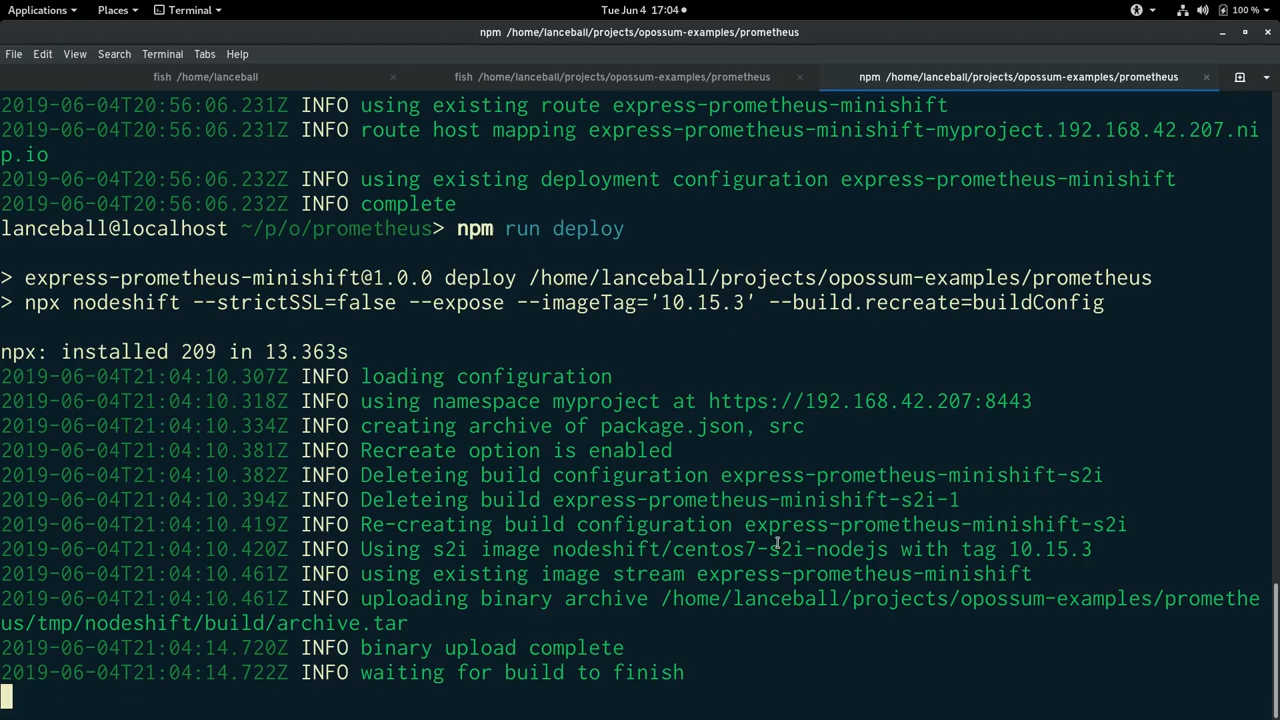 Applications Places Terminal Tue Jun 4 17:04 100 %
npm /home/lanceball/projects/opossum-examples/prometheus
File Edit View Search Terminal Tabs Help
fish /home/lanceball × fish /home/lanceball/projects/opossum-examples/prometheus × npm /home/lanceball/projects/opossum-examples/prometheus ×
2019-06-04T20:56:06.231Z INFO using existing route express-prometheus-minishift
2019-06-04T20:56:06.231Z INFO route host mapping express-prometheus-minishift-myproject.192.168.42.207.ni
p.io
2019-06-04T20:56:06.232Z INFO using existing deployment configuration express-prometheus-minishift
2019-06-04T20:56:06.232Z INFO complete
lanceball@localhost ~/p/o/prometheus> npm run deploy
> express-prometheus-minishift@1.0.0 deploy /home/lanceball/projects/opossum-examples/prometheus
> npx nodeshift --strictSSL=false --expose --imageTag='10.15.3' --build.recreate=buildConfig
npx: installed 209 in 13.363s
2019-06-04T21:04:10.307Z INFO loading configuration
2019-06-04T21:04:10.318Z INFO using namespace myproject at https://192.168.42.207:8443
2019-06-04T21:04:10.334Z INFO creating archive of package.json, src
2019-06-04T21:04:10.381Z INFO Recreate option is enabled
2019-06-04T21:04:10.382Z INFO Deleteing build configuration express-prometheus-minishift-s2i
2019-06-04T21:04:10.394Z INFO Deleteing build express-prometheus-minishift-s2i-1
2019-06-04T21:04:10.419Z INFO Re-creating build configuration express-prometheus-minishift-s2i
2019-06-04T21:04:10.420Z INFO Using s2i image nodeshift/centos7-s2i-nodejs with tag 10.15.3
2019-06-04T21:04:10.461Z INFO using existing image stream express-prometheus-minishift
2019-06-04T21:04:10.461Z INFO uploading binary archive /home/lanceball/projects/opossum-examples/promethe
us/tmp/nodeshift/build/archive.tar
2019-06-04T21:04:14.720Z INFO binary upload complete
2019-06-04T21:04:14.722Z INFO waiting for build to finish